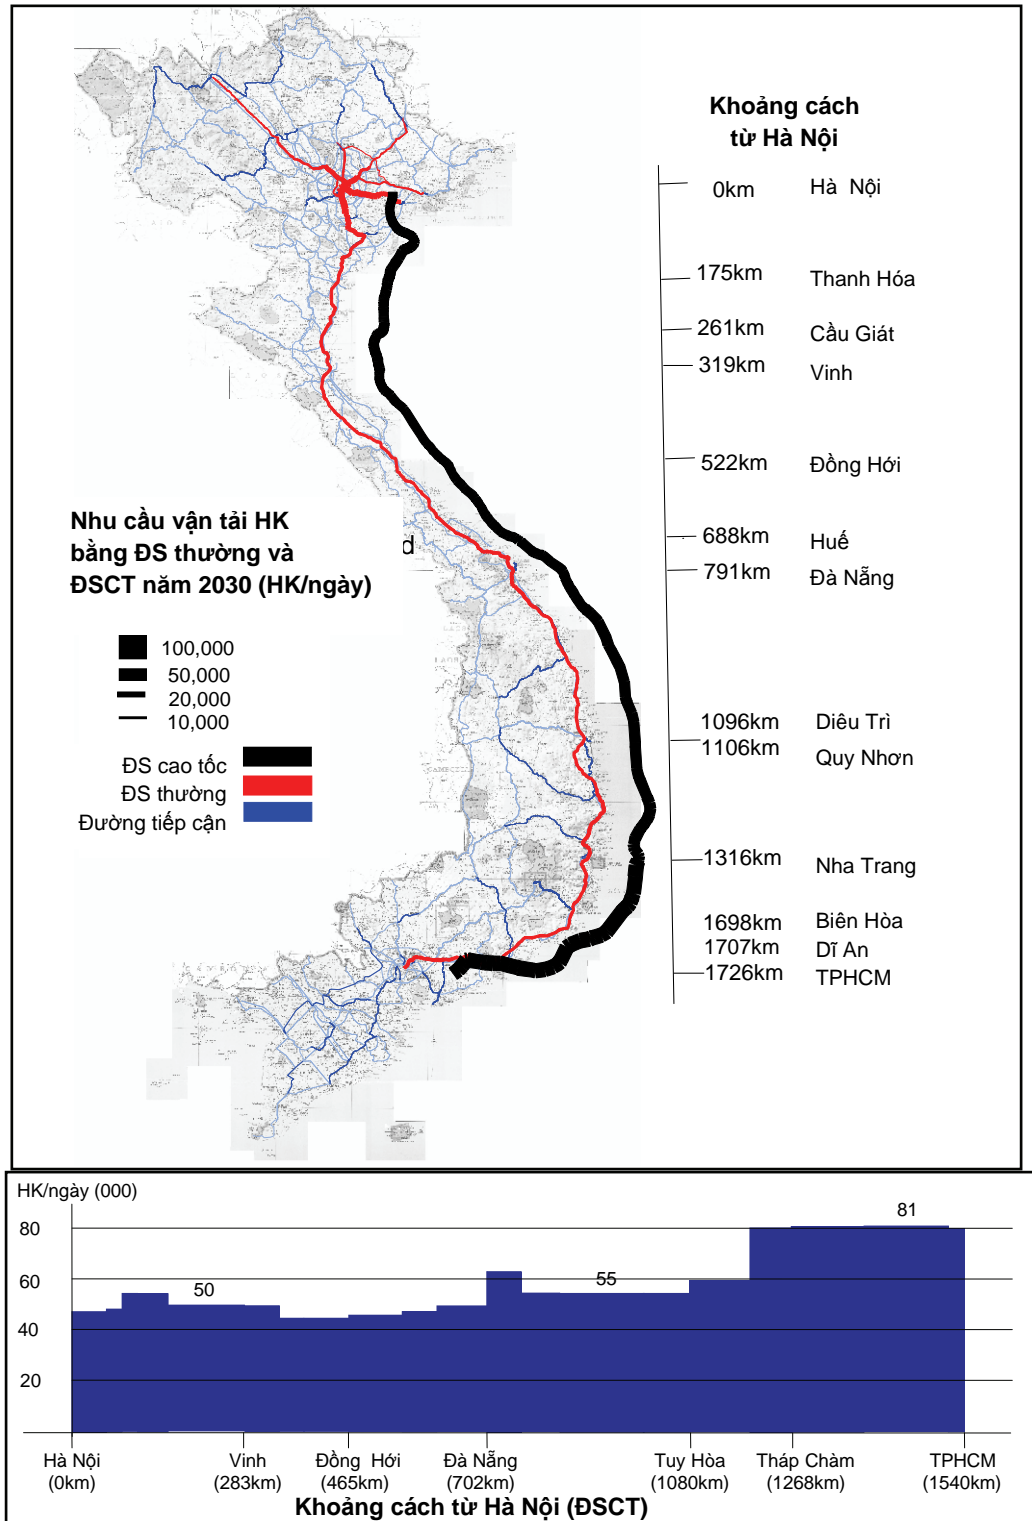 Khoảng cách
từ Hà Nội
0km Hà Nội
175km Thanh Hóa
261km Cầu Giát
319km Vinh
522km Đồng Hới
688km Huế
791km Đà Nẵng
1096km Diêu Trì
1106km Quy Nhơn
1316km Nha Trang
1698km Biên Hòa
1707km Dĩ An
1726km TPHCM
Nhu cầu vận tải HK
bằng ĐS thường và
ĐSCT năm 2030 (HK/ngày)
d
100,000
50,000
20,000
10,000
ĐS cao tốc
ĐS thường
Đường tiếp cận
HK/ngày (000)
80
60
40
20
50
55
81
Hà Nội Vinh Đồng Hới Đà Nẵng Tuy Hòa Tháp Chàm TPHCM
(0km) (283km) (465km) (702km) (1080km) (1268km) (1540km)
Khoảng cách từ Hà Nội (ĐSCT)